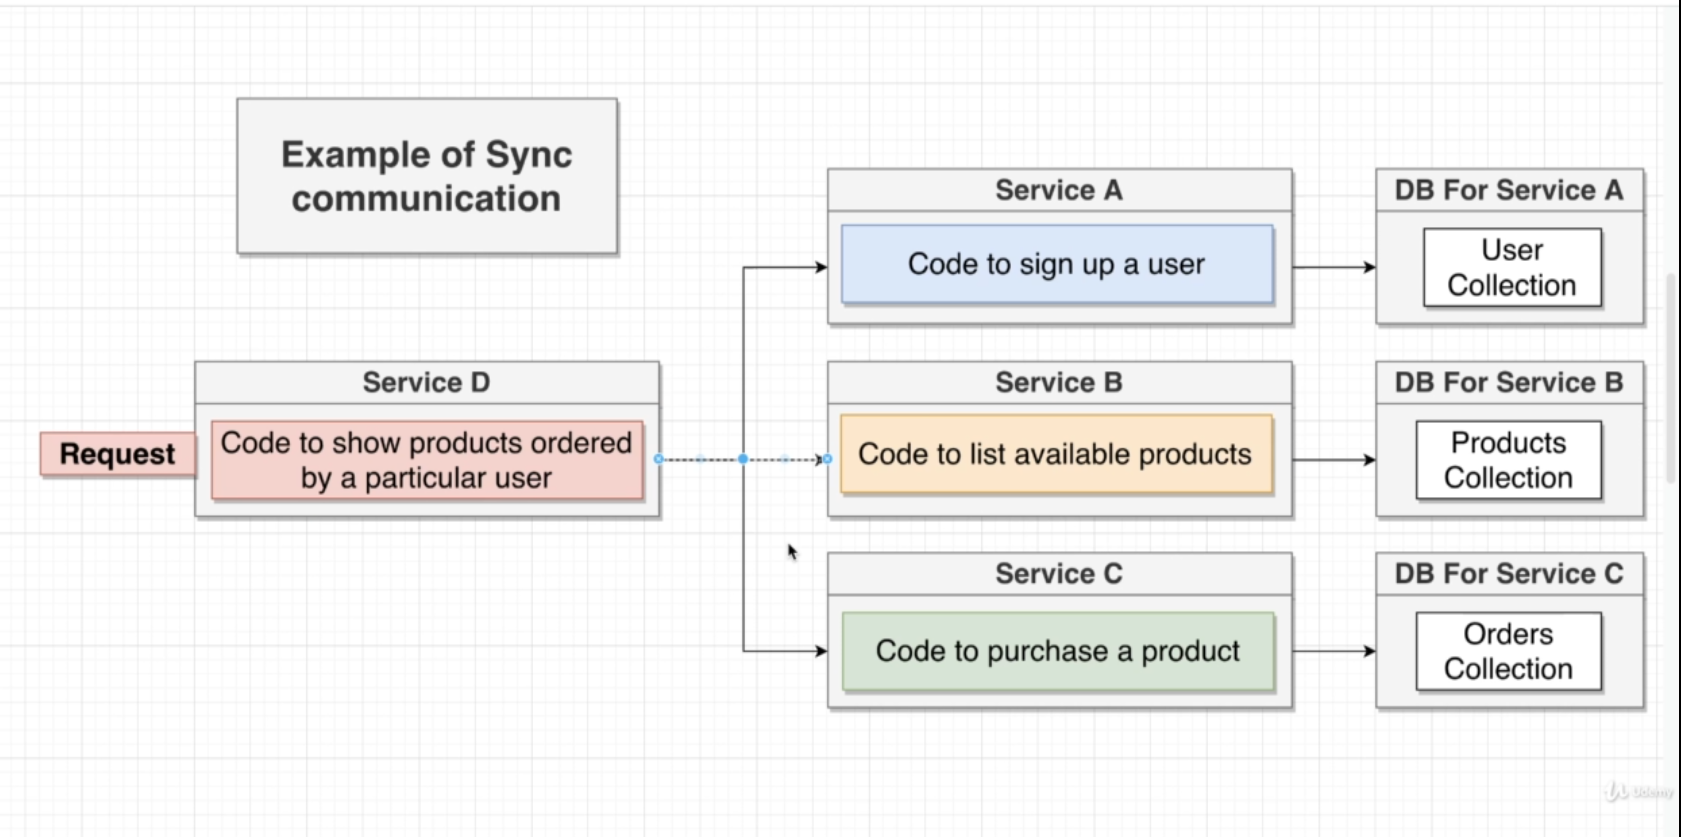 Example of Sync
communication
Service A
Code to sign up a user
DB For Service A
User
Collection
Request
Service D
Code to show products ordered
by a particular user
Service B
Code to list available products
DB For Service B
Products
Collection
Service C
Code to purchase a product
DB For Service C
Orders
Collection
Udemy